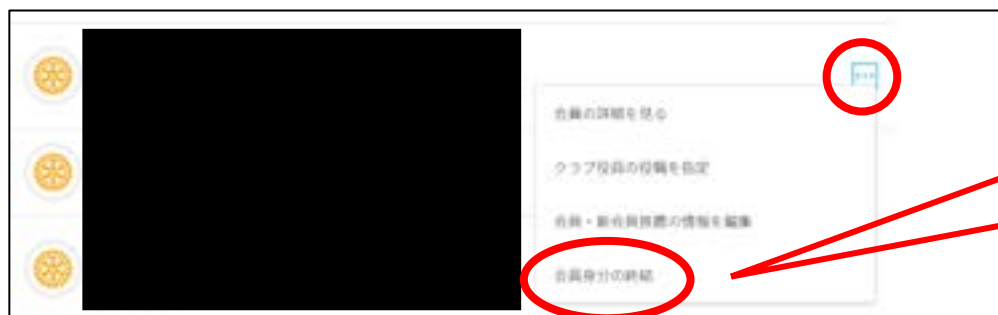 会員の詳細を見る
クラブ役員の役職を指定
会員・新会員推薦の情報を編集
会員身分の終結